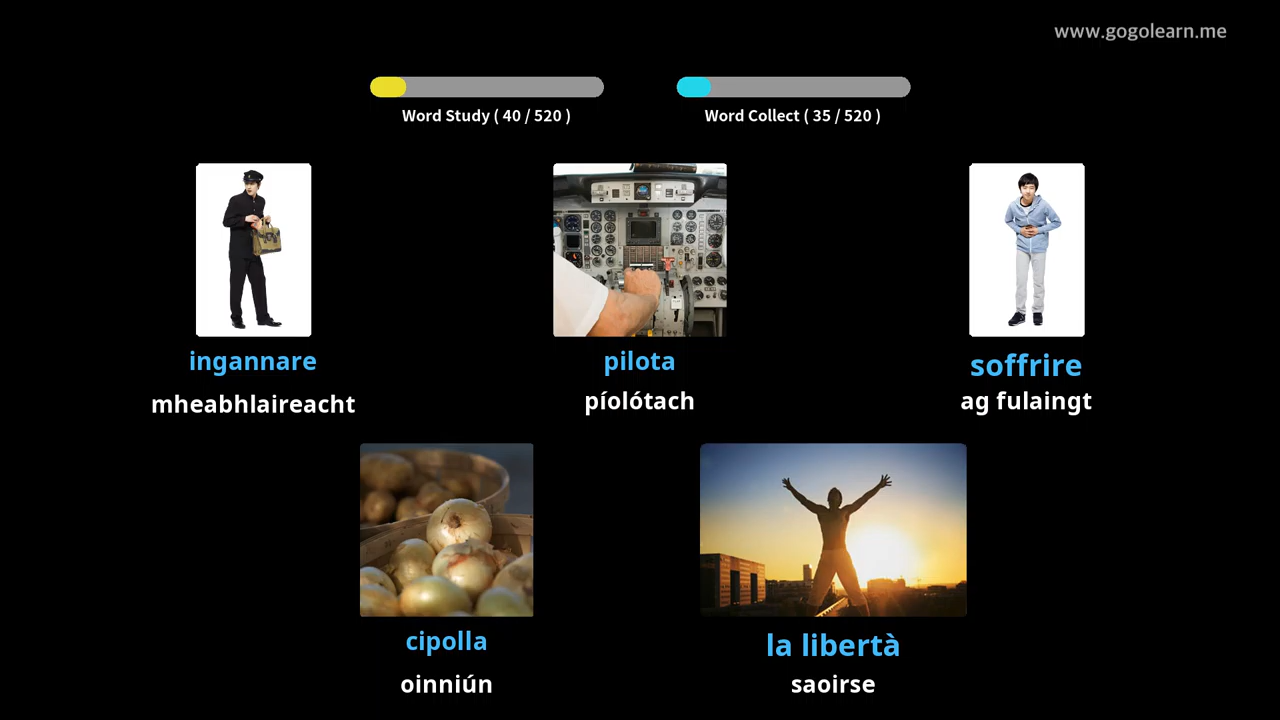 www.gogolearn.me
Word Study ( 40 / 520 )
Word Collect ( 35 / 520 )
ingannare
mheabhlaireacht
pilota
píolótach
soffrire
ag fulaingt
cipolla
oinniún
la libertà
saoirse